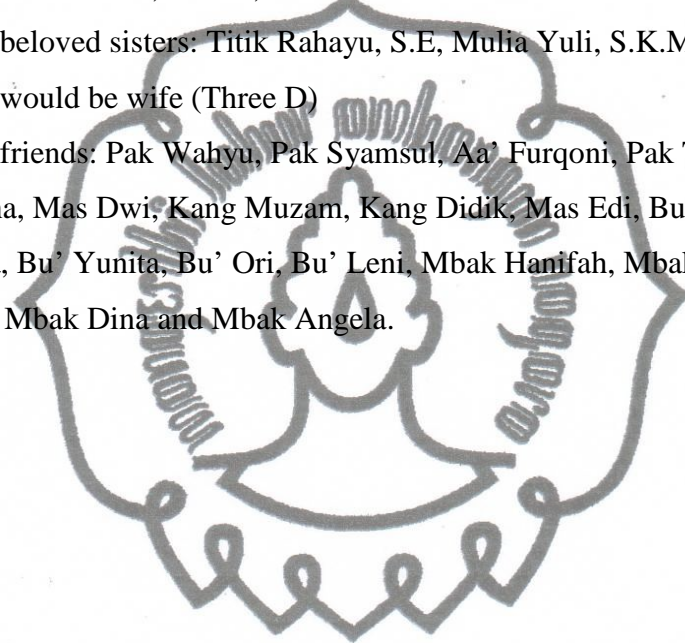 beloved sisters: Titik Rahayu, S.E, Mulia Yuli, S.K.M
would be wife (Three D)
friends: Pak Wahyu, Pak Syamsul, Aa’ Furqoni, Pak
Mas Dwi, Kang Muzam, Kang Didik, Mas Edi, Bu
, Bu’ Yunita, Bu’ Ori, Bu’ Leni, Mbak Hanifah, Mbak
Mbak Dina and Mbak Angela.